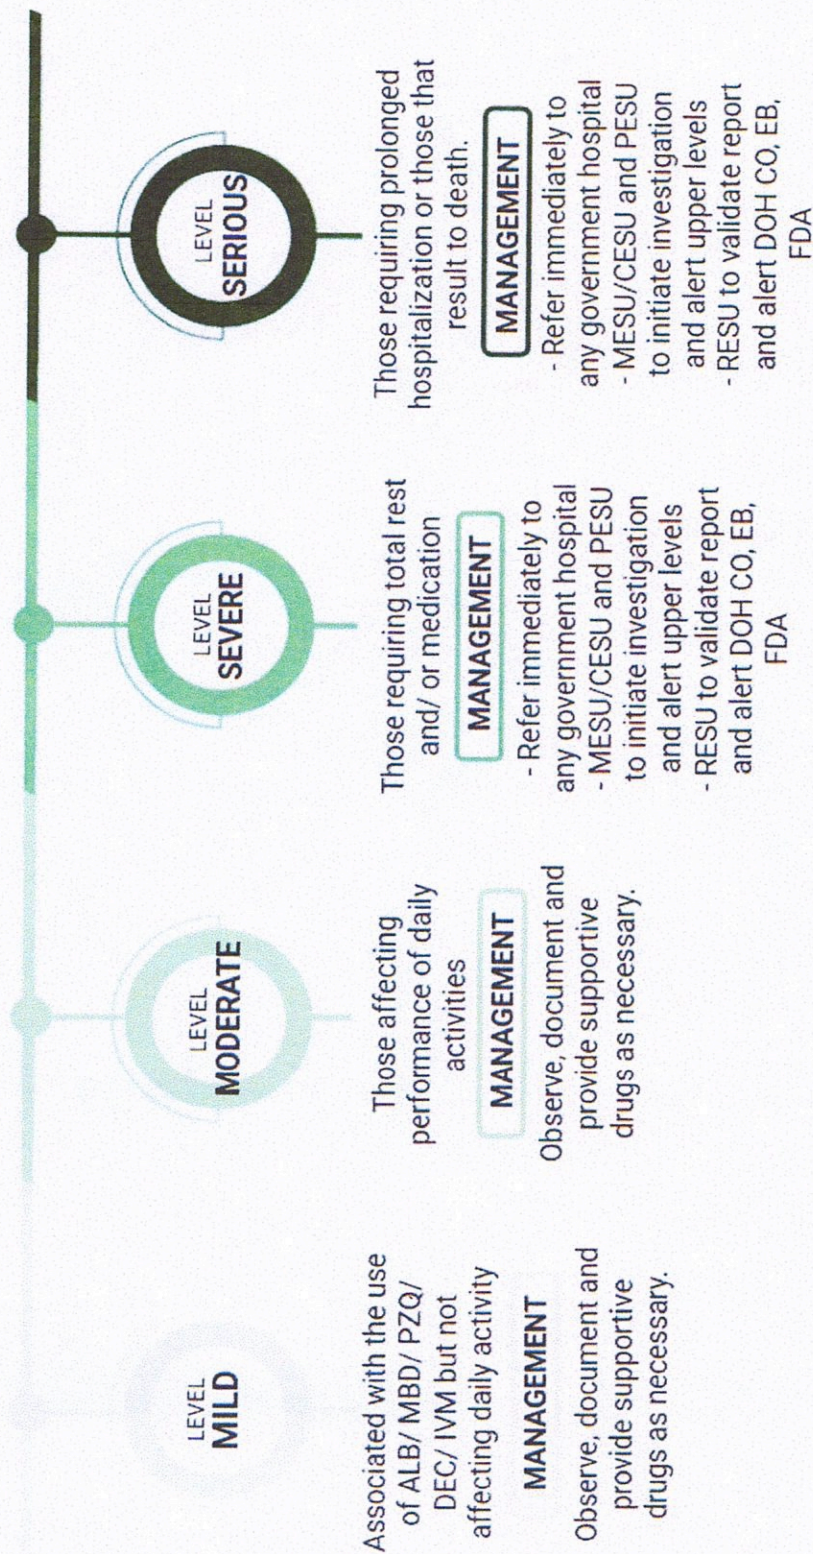 LEVEL
MILD
Associated with the use
of ALB/ MBD/ PZQ/
DEC/ IVM but not
affecting daily activity
MANAGEMENT
Observe, document and
provide supportive
drugs as necessary.
LEVEL
MODERATE
Those affecting
performance of daily
activities
MANAGEMENT
Observe, document and
provide supportive
drugs as necessary.
LEVEL
SEVERE
Those requiring total rest
and/ or medication
MANAGEMENT
- Refer immediately to
any government hospital
- MESU/CESU and PESU
to initiate investigation
and alert upper levels
- RESU to validate report
and alert DOH CO, EB,
FDA
LEVEL
SERIOUS
Those requiring prolonged
hospitalization or those that
result to death.
MANAGEMENT
- Refer immediately to
any government hospital
- MESU/CESU and PESU
to initiate investigation
and alert upper levels
- RESU to validate report
and alert DOH CO, EB,
FDA